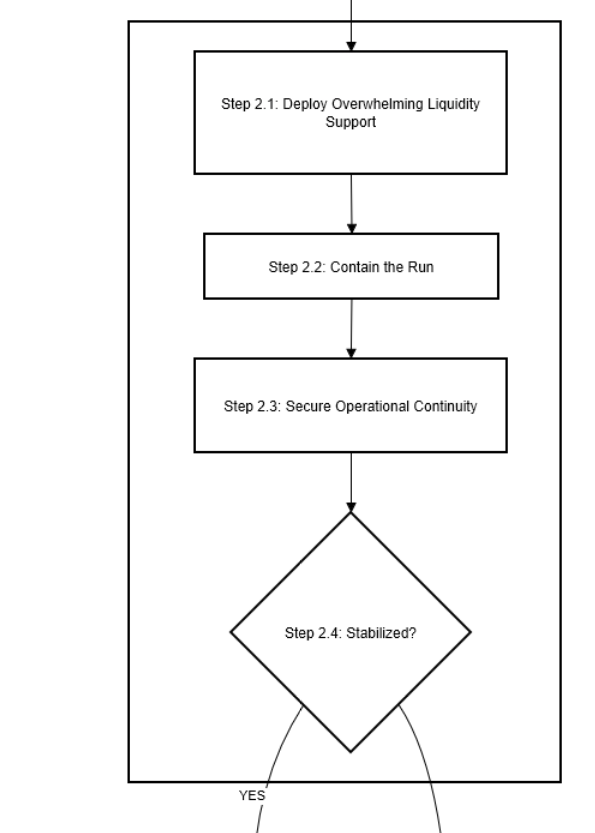 Step 2.1: Deploy Overwhelming Liquidity
Support
Step 2.2: Contain the Run
Step 2.3: Secure Operational Continuity
Step 2.4: Stabilized?
YES